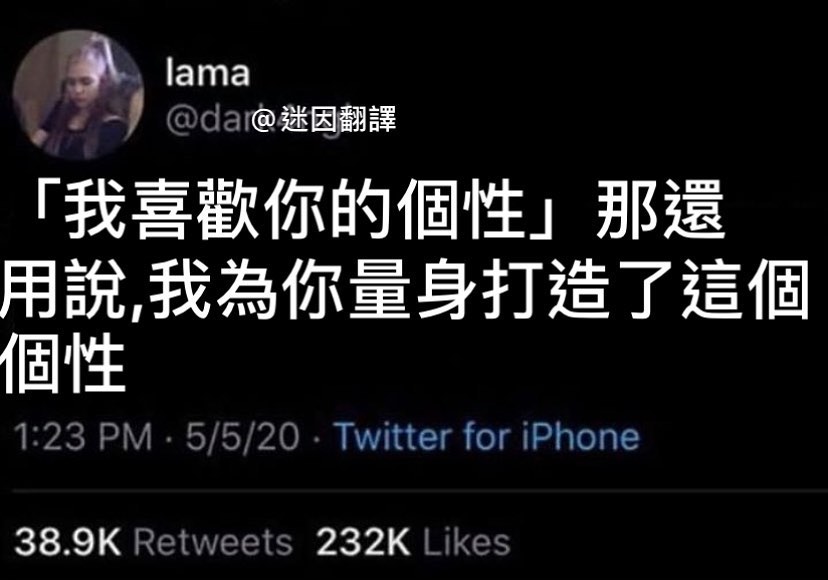 lama
@dar
@迷因翻譯
「我喜歡你的個性」那還
用說,我為你量身打造了這個
個性
1:23 PM · 5/5/20 · Twitter for iPhone
38.9K Retweets 232K Likes